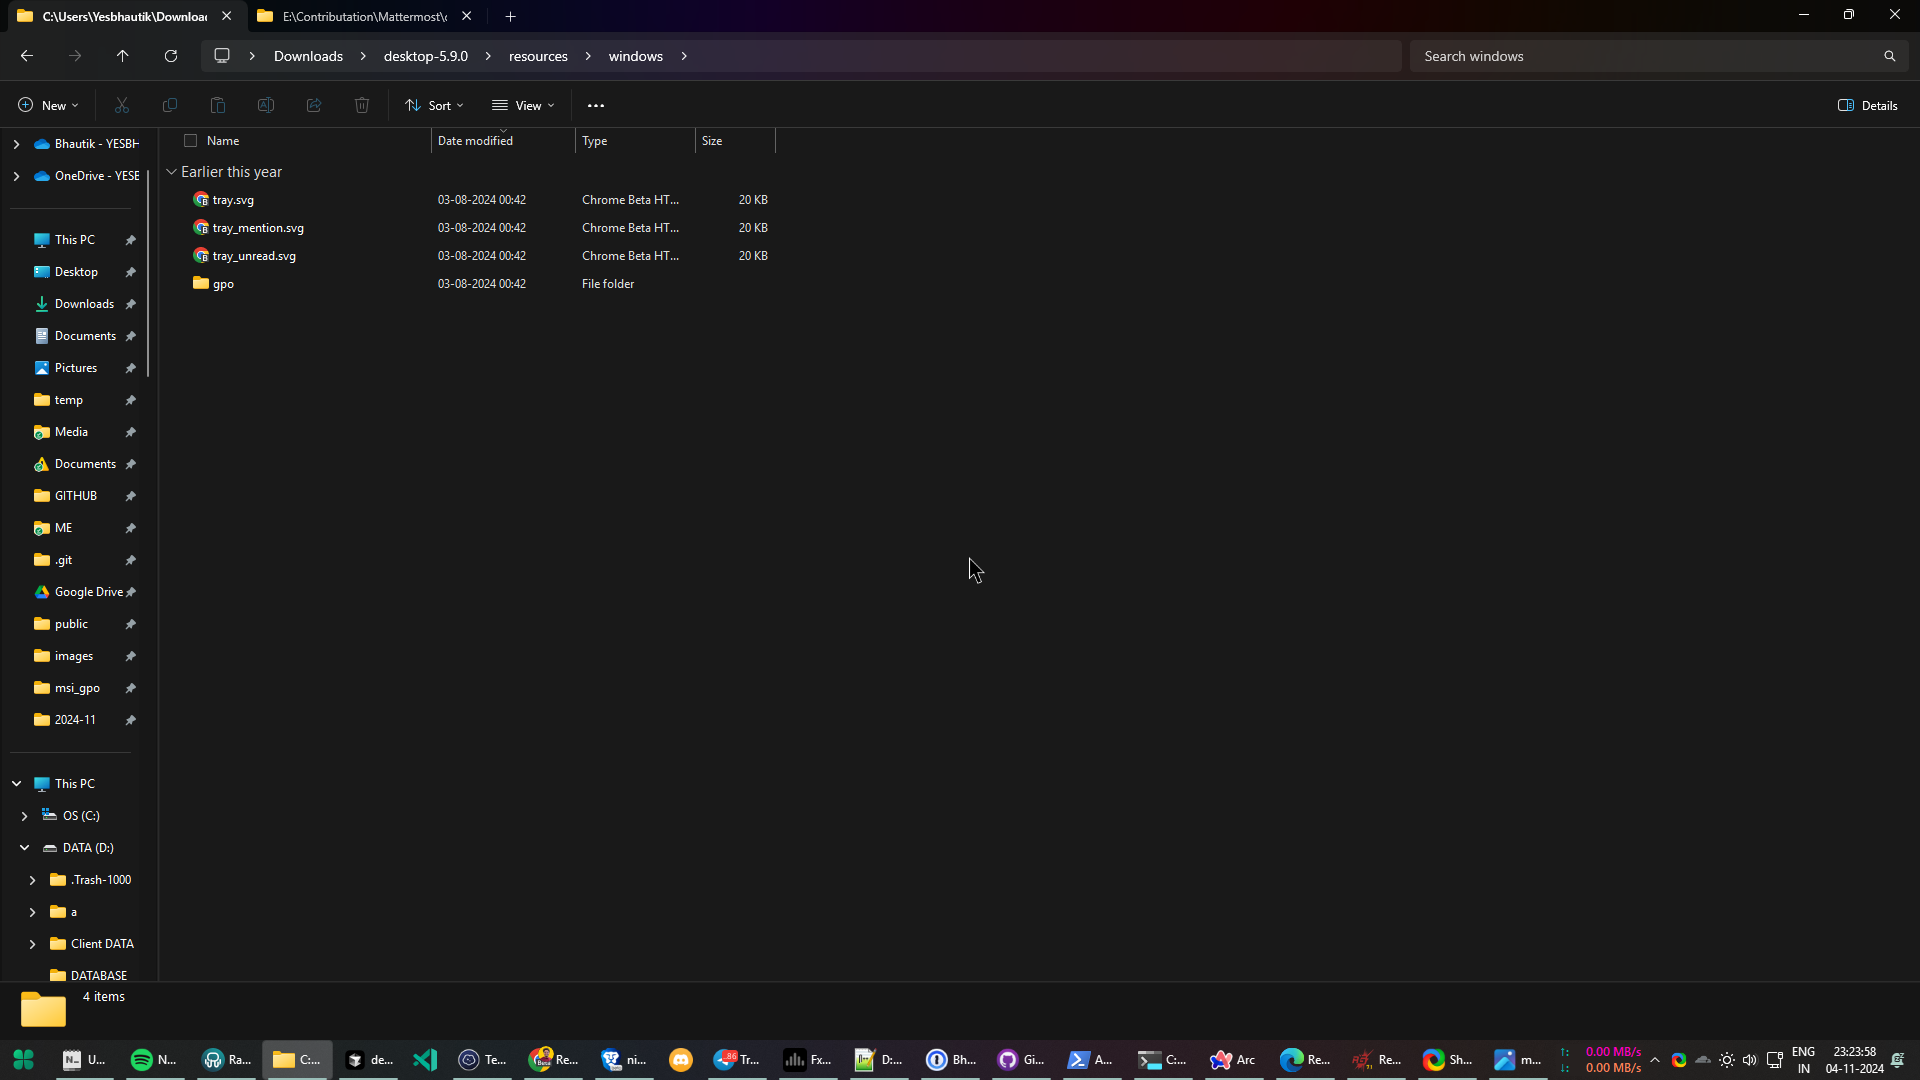 C:\Users\Yesbhautik\Downloac
E:\Contributation\Mattermost\c
Downloads
desktop-5.9.0
resources
windows
Search windows
New
Sort
View
Details
Name
Date modified
Type
Size
Earlier this year
tray.svg 03-08-2024 00:42 Chrome Beta HT... 20 KB
tray_mention.svg 03-08-2024 00:42 Chrome Beta HT... 20 KB
tray_unread.svg 03-08-2024 00:42 Chrome Beta HT... 20 KB
gpo 03-08-2024 00:42 File folder
Bhautik - YESBH
OneDrive - YESE
This PC
Desktop
Downloads
Documents
Pictures
temp
Media
Documents
GITHUB
ME
.git
Google Drive
public
images
msi_gpo
2024-11
This PC
OS (C:)
DATA (D:)
.Trash-1000
a
Client DATA
DATABASE
4 items
U...
N...
Ra...
C:...
de...
Te...
Re...
ni...
86
Tr...
Fx...
D:...
Bh...
Gi...
A...
C:...
Arc
Re...
Re...
Sh...
m...
0.00 MB/s
0.00 MB/s
ENG
IN
23:23:58
04-11-2024